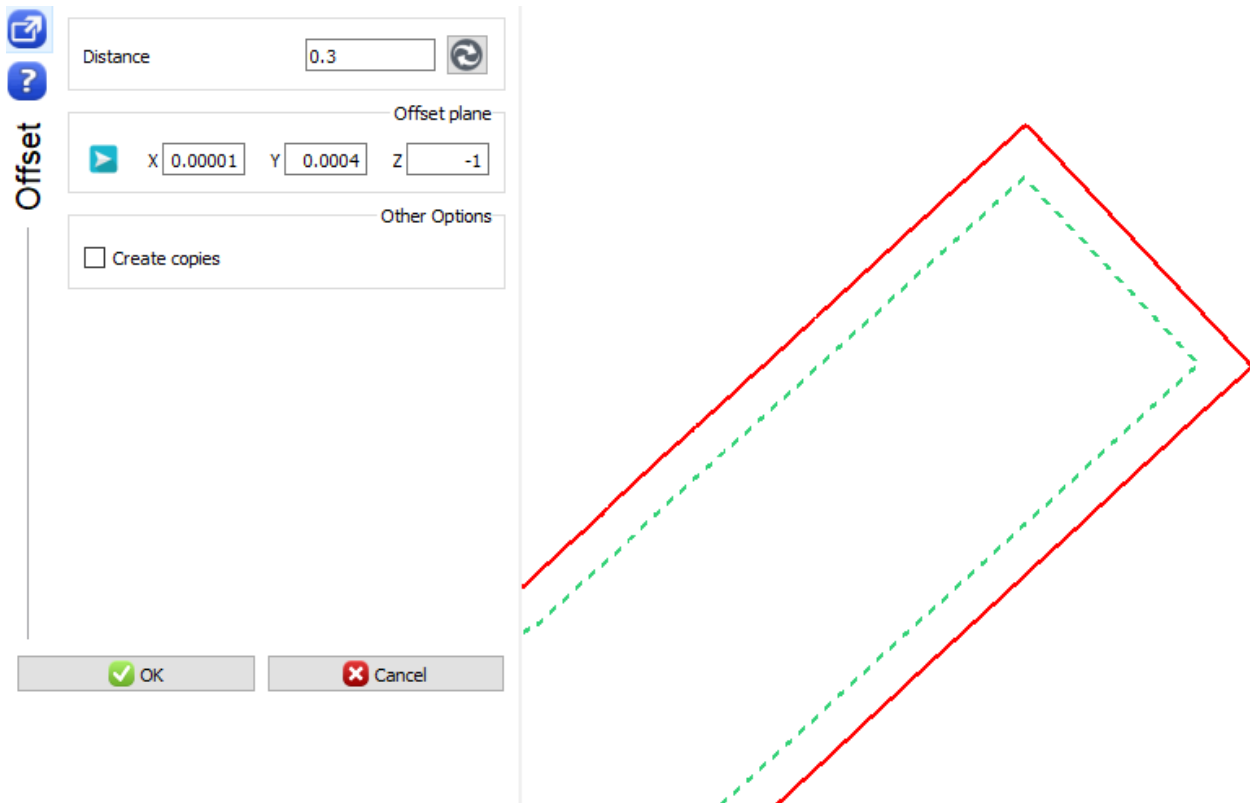 ?
Offset
Distance 0.3
Offset plane
X 0.00001 Y 0.0004 Z -1
Other Options
Create copies
OK Cancel